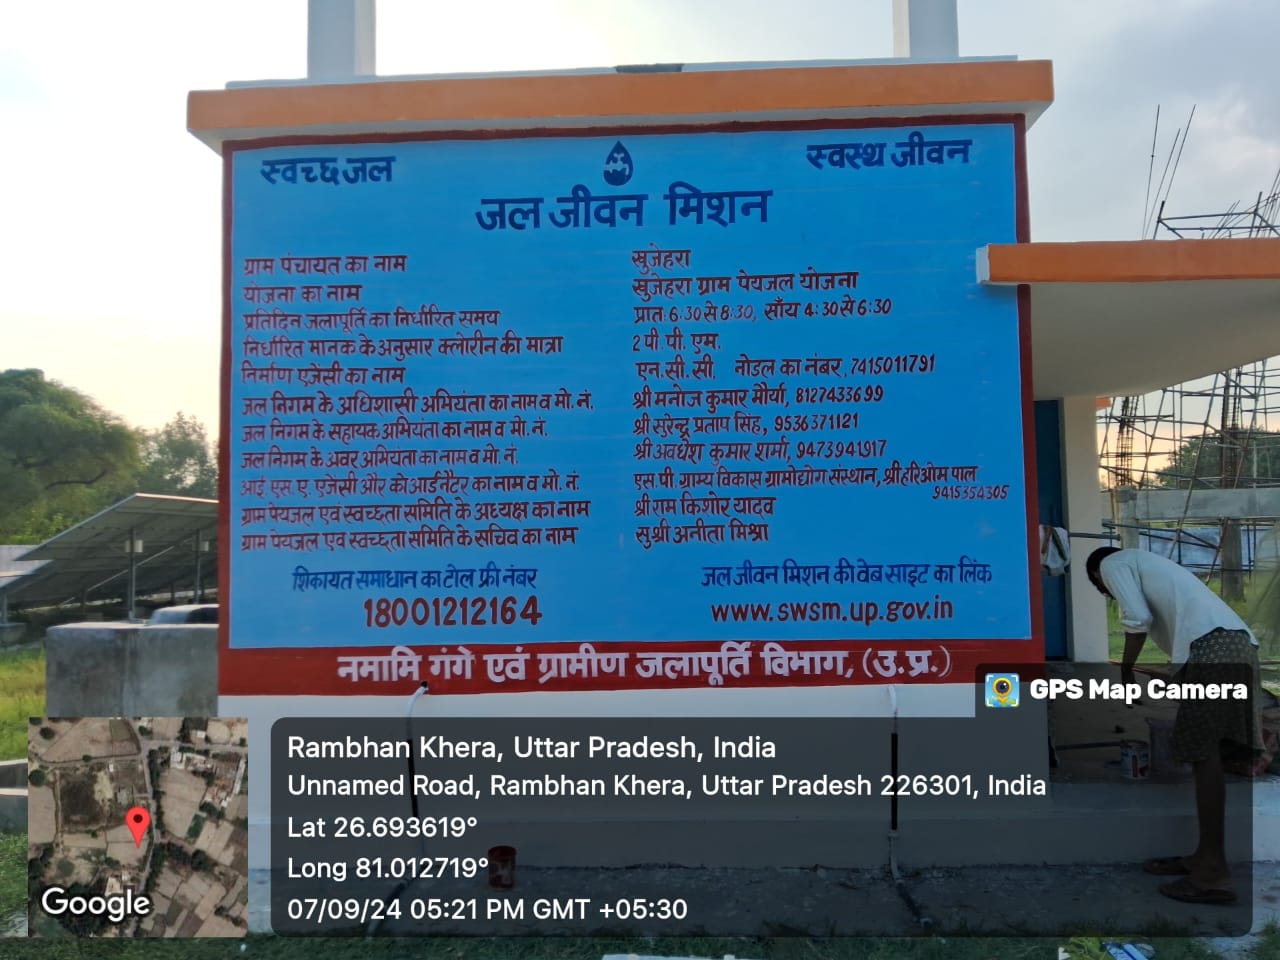 स्वच्छ जल
स्वस्थ जीवन
जल जीवन मिशन
ग्राम पंचायत का नाम खुजेहरा
योजना का नाम खुजेहरा ग्राम पेयजल योजना
प्रतिदिन जलापूर्ति का निर्धारित समय प्रात: 6:30 से 8:30, साँय 4:30 से 6:30
निर्धारित मानक के अनुसार क्लोरीन की मात्रा 2 पी. पी. एम.
निर्माण एजेंसी का नाम एन. सी. सी. नोडल का नंबर, 7415011791
जल निगम के अधिशासी अभियंता का नाम व मो. नं. श्री मनोज कुमार मौर्या, 8127433699
जल निगम के सहायक अभियंता का नाम व मो. नं. श्री सुरेन्द्र प्रताप सिंह, 9536371121
जल निगम के अवर अभियंता का नाम व मो. नं. श्री अवधेश कुमार शर्मा, 9473941917
आई. एस. ए. एजेंसी और कोआर्डनैटर का नाम व मो. नं. एस. पी. ग्राम्य विकास ग्रामोद्योग संस्थान, श्री हरिओम पाल
9415354305
ग्राम पेयजल एवं स्वच्छता समिति के अध्यक्ष का नाम श्री राम किशोर यादव
ग्राम पेयजल एवं स्वच्छता समिति के सचिव का नाम सुश्री अनीता मिश्रा
शिकायत समाधान का टोल फ्री नंबर जल जीवन मिशन की वेब साइट का लिंक
18001212164 www.swsm.up.gov.in
नमामि गंगे एवं ग्रामीण जलापूर्ति विभाग, (उ.प्र.)
GPS Map Camera
Rambhan Khera, Uttar Pradesh, India
Unnamed Road, Rambhan Khera, Uttar Pradesh 226301, India
Lat 26.693619°
Long 81.012719°
07/09/24 05:21 PM GMT +05:30
Google